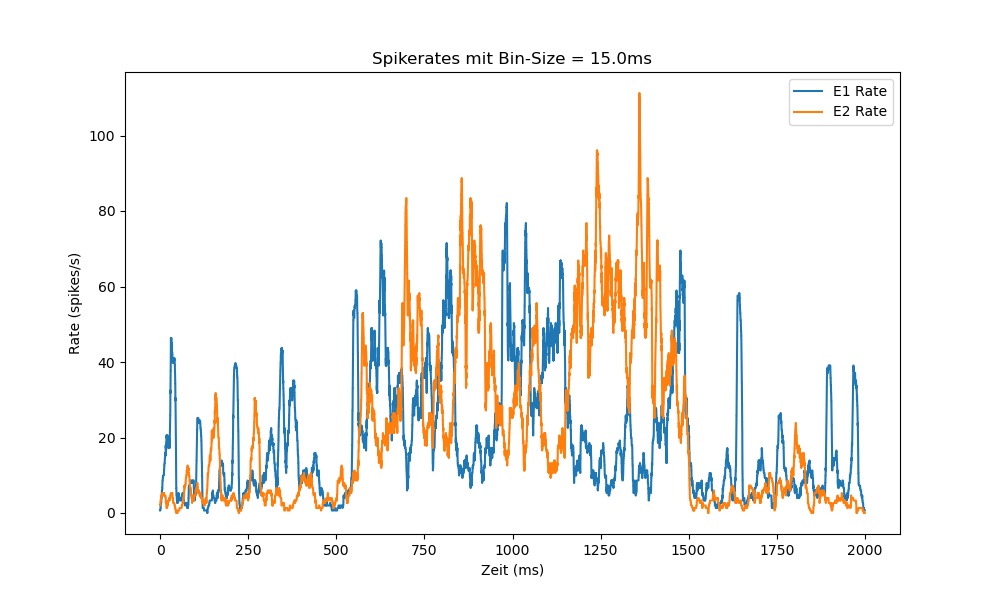 Spikerates mit Bin-Size = 15.0ms
E1 Rate
E2 Rate
100
80
60
40
20
0
Rate (spikes/s)
0 250 500 750 1000 1250 1500 1750 2000
Zeit (ms)